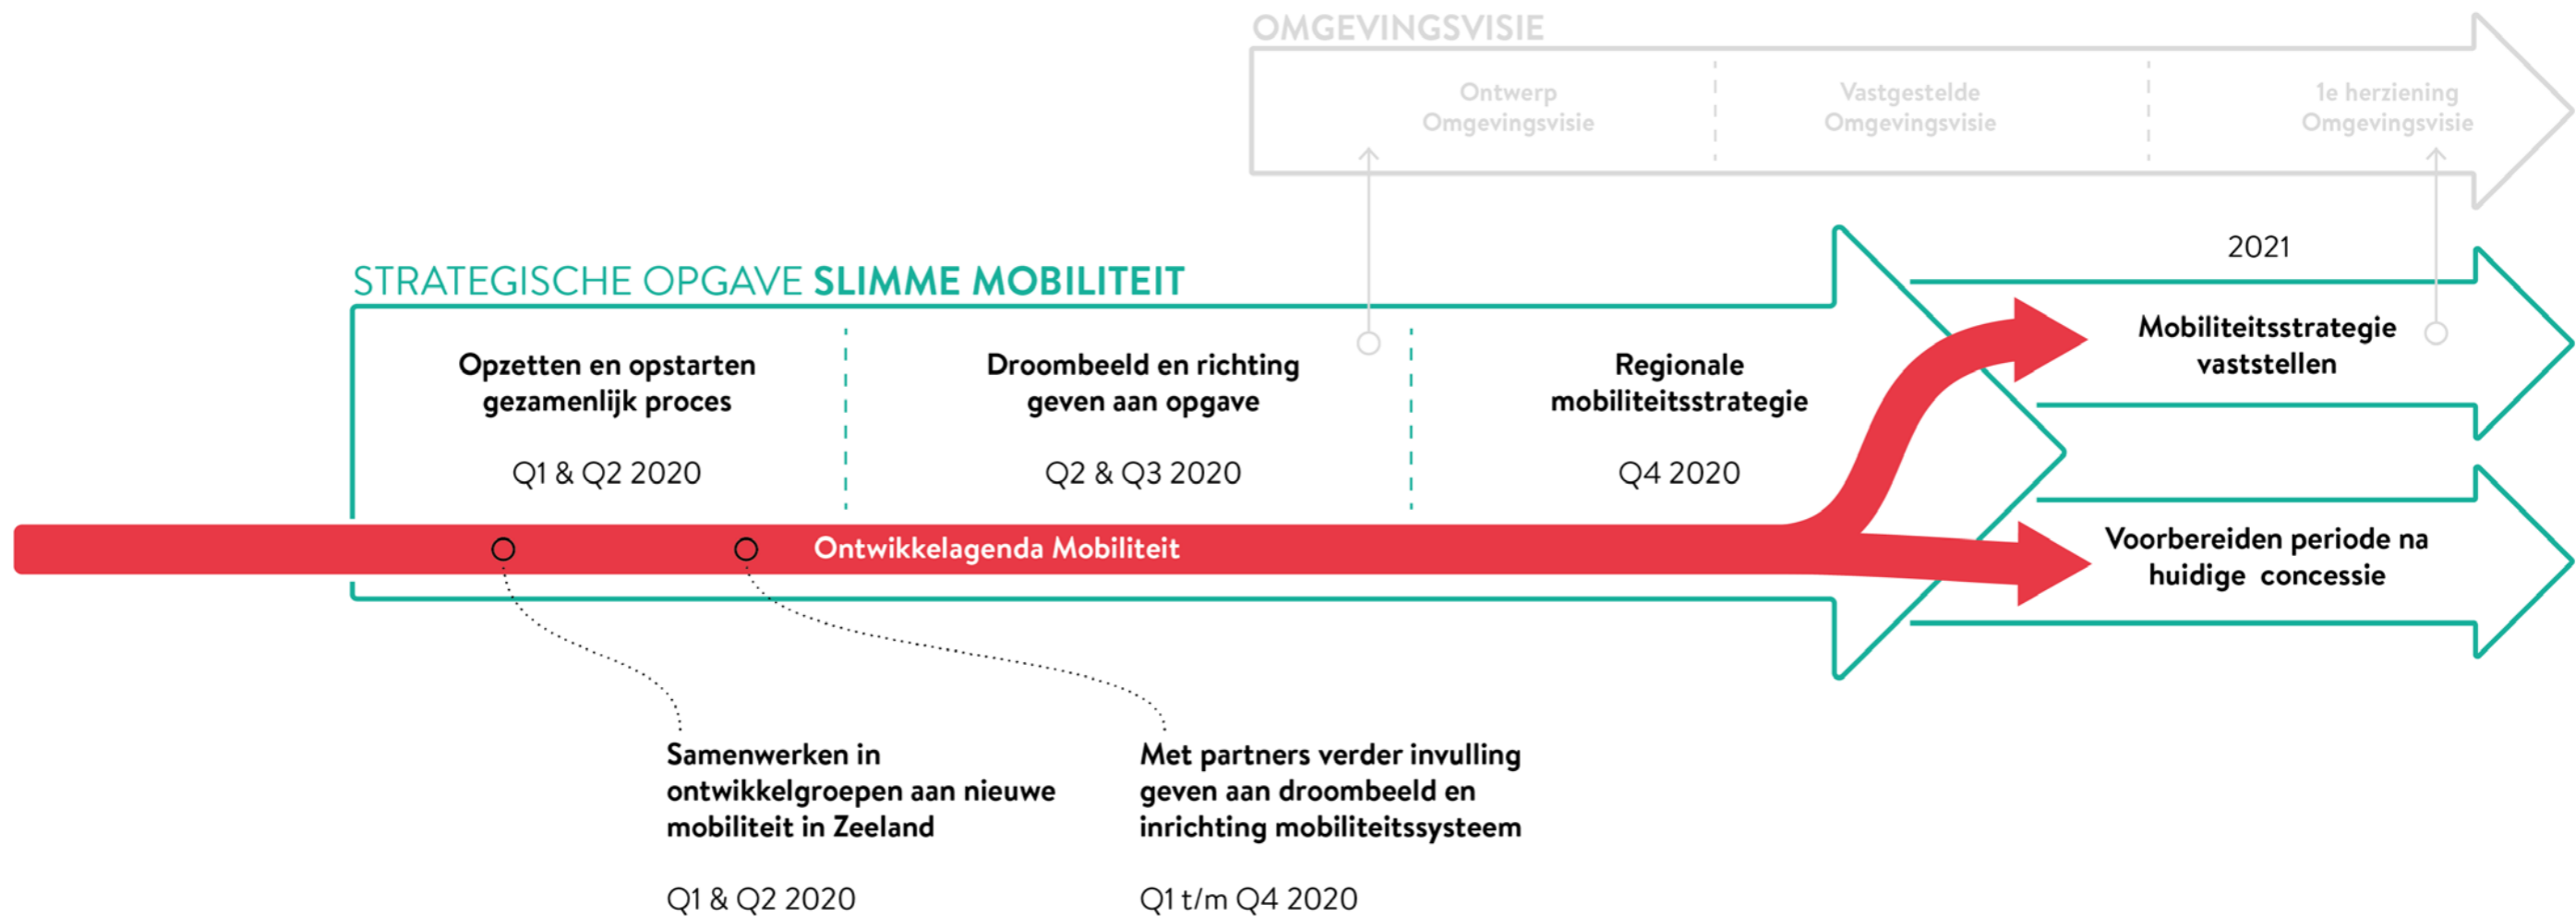 OMGEVINGSVISIE
Ontwerp
Omgevingsvisie
Vastgestelde
Omgevingsvisie
1e herziening
Omgevingsvisie
STRATEGISCHE OPGAVE SLIMME MOBILITEIT
Opzetten en opstarten
gezamenlijk proces
Q1 & Q2 2020
Droombeeld en richting
geven aan opgave
Q2 & Q3 2020
Regionale
mobiliteitsstrategie
Q4 2020
2021
Mobiliteitsstrategie
vaststellen
Ontwikkelagenda Mobiliteit
Voorbereiden periode na
huidige concessie
Samenwerken in
ontwikkelgroepen aan nieuwe
mobiliteit in Zeeland
Q1 & Q2 2020
Met partners verder invulling
geven aan droombeeld en
inrichting mobiliteitssysteem
Q1 t/m Q4 2020